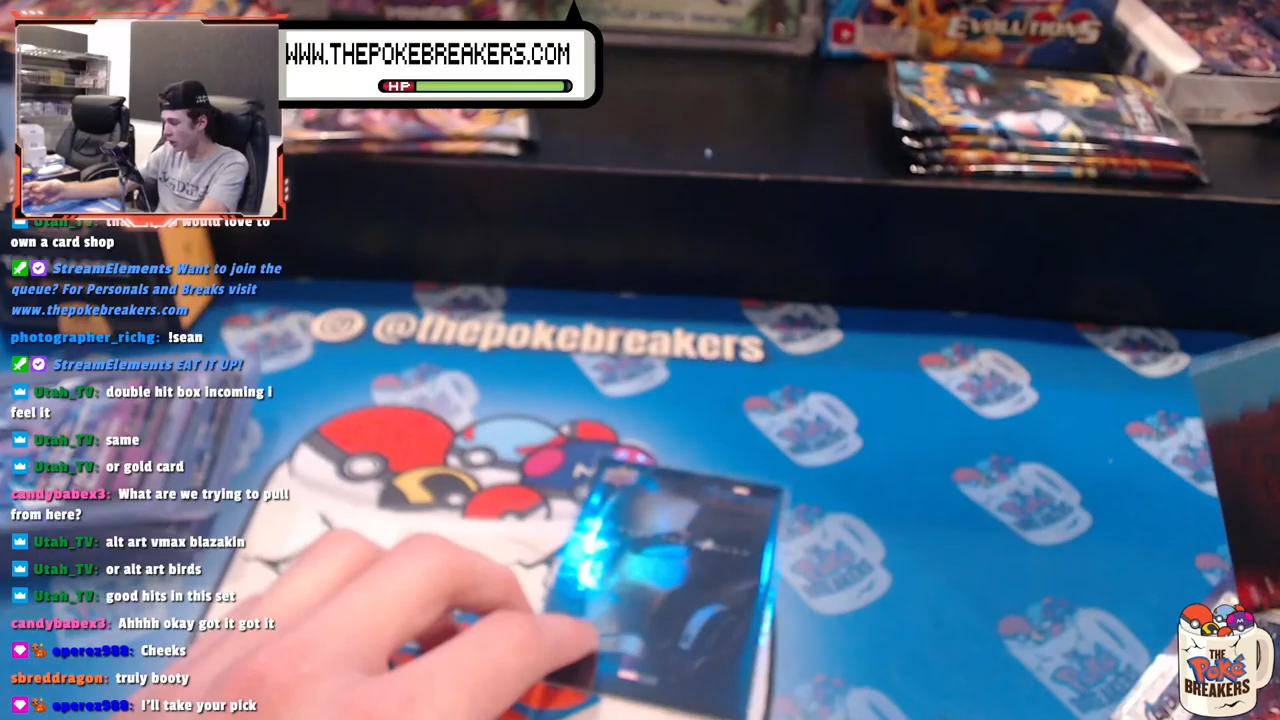 EVOLUTIONS
WWW.THEPOKEBREAKERS.COM
HP
Utah_TV: would love to
own a card shop
StreamElements Want to join the
queue? For Personals and Breaks visit
www.thepokebreakers.com
photographer_richg: !sean
StreamElements EAT IT UP!
Utah_TV: double hit box incoming i
feel it
Utah_TV: same
Utah_TV: or gold card
candybabex3: What are we trying to pull
from here?
Utah_TV: alt art vmax blazakin
Utah_TV: or alt art birds
Utah_TV: good hits in this set
candybabex3: Ahhhh okay got it got it
operez988: Cheeks
sbreddragon: truly booty
operez988: I'll take your pick
@thepokebreakers
THE
Poké
BREAKERS